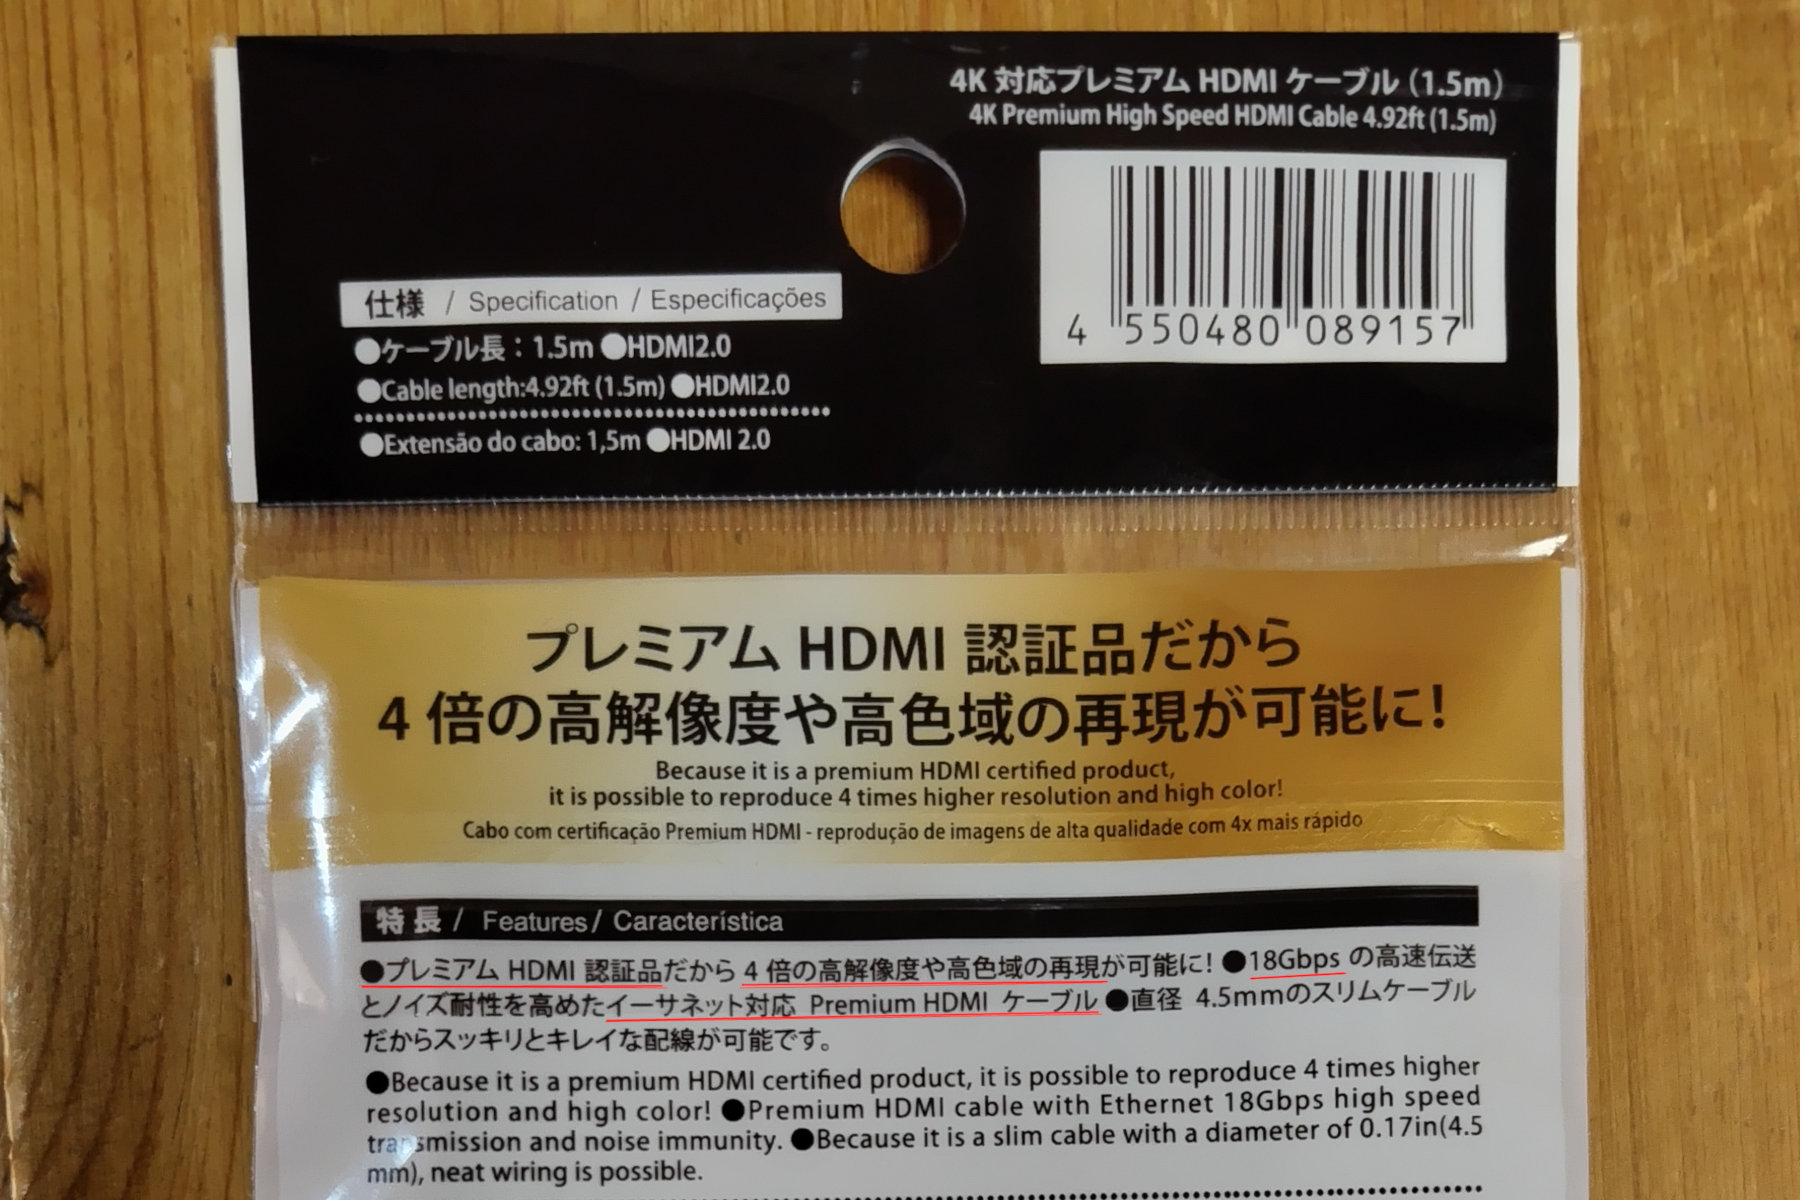 4K 対応プレミアム HDMI ケーブル（1.5m）
4K Premium High Speed HDMI Cable 4.92ft (1.5m)
4 550480 089157
仕様 / Specification / Especificações
●ケーブル長：1.5m ●HDMI2.0
●Cable length:4.92ft (1.5m) ●HDMI2.0
●Extensão do cabo: 1,5m ●HDMI 2.0
プレミアム HDMI 認証品だから
4 倍の高解像度や高色域の再現が可能に！
Because it is a premium HDMI certified product,
it is possible to reproduce 4 times higher resolution and high color!
Cabo com certificação Premium HDMI - reprodução de imagens de alta qualidade com 4x mais rápido
特長 / Features / Característica
●プレミアム HDMI 認証品だから 4 倍の高解像度や高色域の再現が可能に！●18Gbps の高速伝送
とノイズ耐性を高めたイーサネット対応 Premium HDMI ケーブル ●直径 4.5mmのスリムケーブル
だからスッキリとキレイな配線が可能です。
●Because it is a premium HDMI certified product, it is possible to reproduce 4 times higher
resolution and high color! ●Premium HDMI cable with Ethernet 18Gbps high speed
transmission and noise immunity. ●Because it is a slim cable with a diameter of 0.17in(4.5
mm), neat wiring is possible.